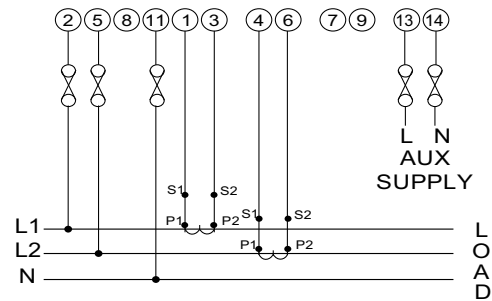 2 5 8 11 1 3 4 6 7 9 13 14
L N
AUX
SUPPLY
S1 S2
S1 S2
L1 P1 P2 L
L2 P1 P2 O
N A
D